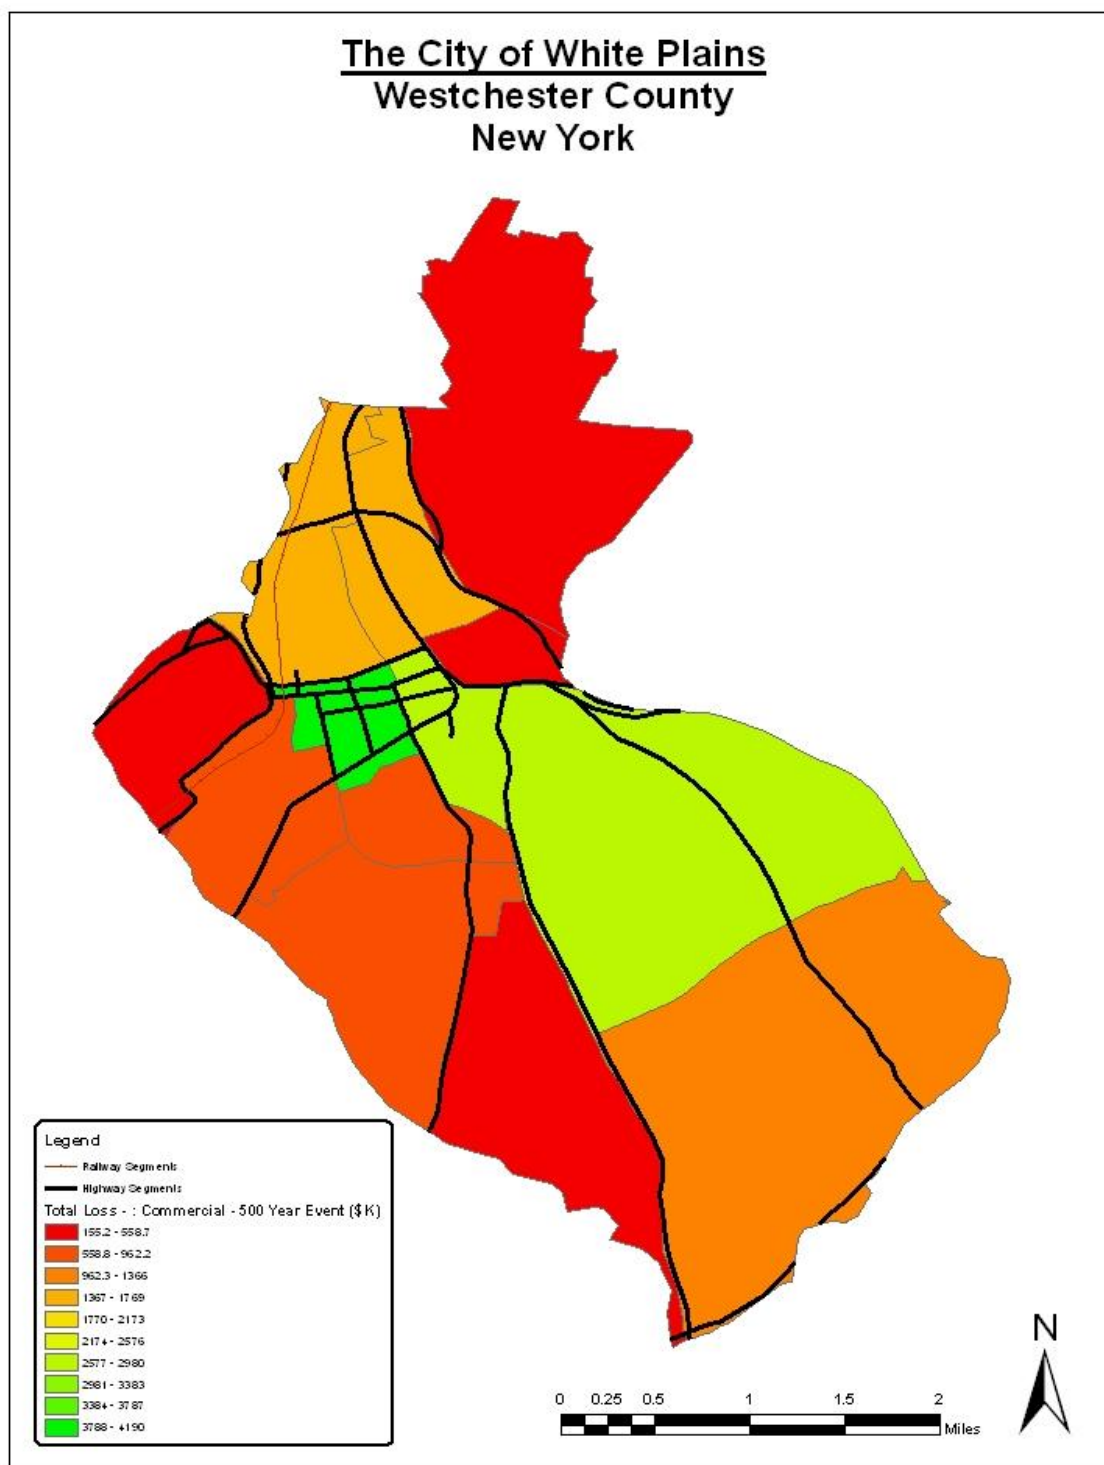 The City of White Plains
Westchester County
New York
Legend
Railway Segments
Highway Segments
Total Loss - : Commercial - 500 Year Event ($K)
155.2 - 558.7
558.8 - 962.2
962.3 - 1366
1367 - 1769
1770 - 2173
2174 - 2576
2577 - 2980
2981 - 3383
3384 - 3787
3788 - 4190
0 0.25 0.5 1 1.5 2
Miles
N